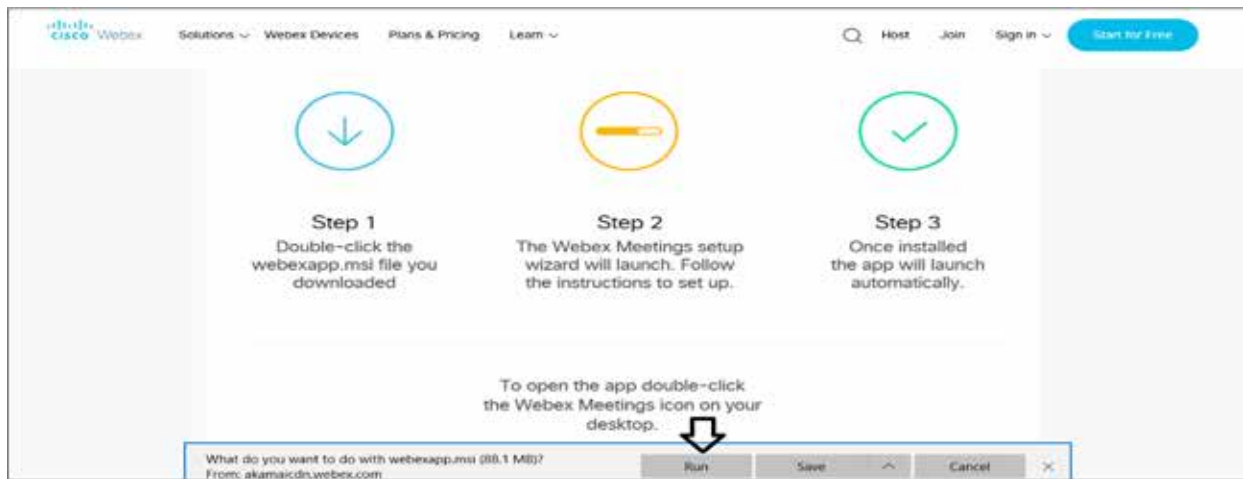 CISCO Webex Solutions Webex Devices Plans & Pricing Learn Host Join Sign in Start for Free
Step 1
Double-click the
webexapp.msi file you
downloaded
Step 2
The Webex Meetings setup
wizard will launch. Follow
the instructions to set up.
Step 3
Once installed
the app will launch
automatically.
To open the app double-click
the Webex Meetings icon on your
desktop.
What do you want to do with webexapp.msi (88.1 MB)?
From: akamaicdn.webex.com
Run Save Cancel